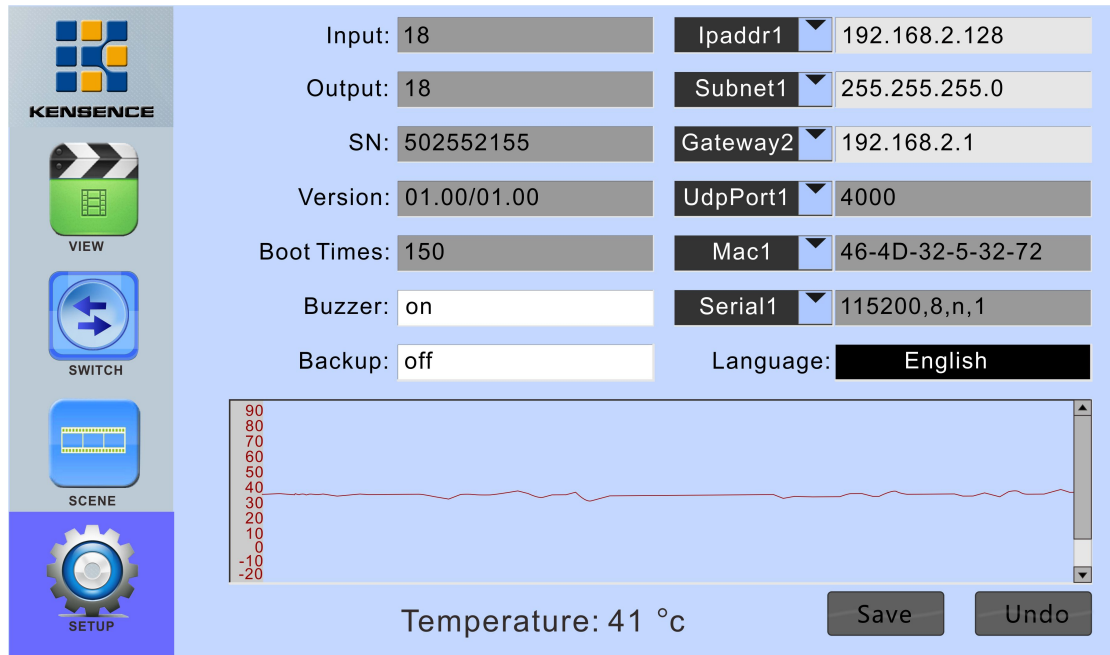 KENSENCE
VIEW
SWITCH
SCENE
SETUP
Input: 18 Ipaddr1 192.168.2.128
Output: 18 Subnet1 255.255.255.0
SN: 502552155 Gateway2 192.168.2.1
Version: 01.00/01.00 UdpPort1 4000
Boot Times: 150 Mac1 46-4D-32-5-32-72
Buzzer: on Serial1 115200,8,n,1
Backup: off Language: English
90
80
70
60
50
40
30
20
10
0
-10
-20
Temperature: 41 °c Save Undo